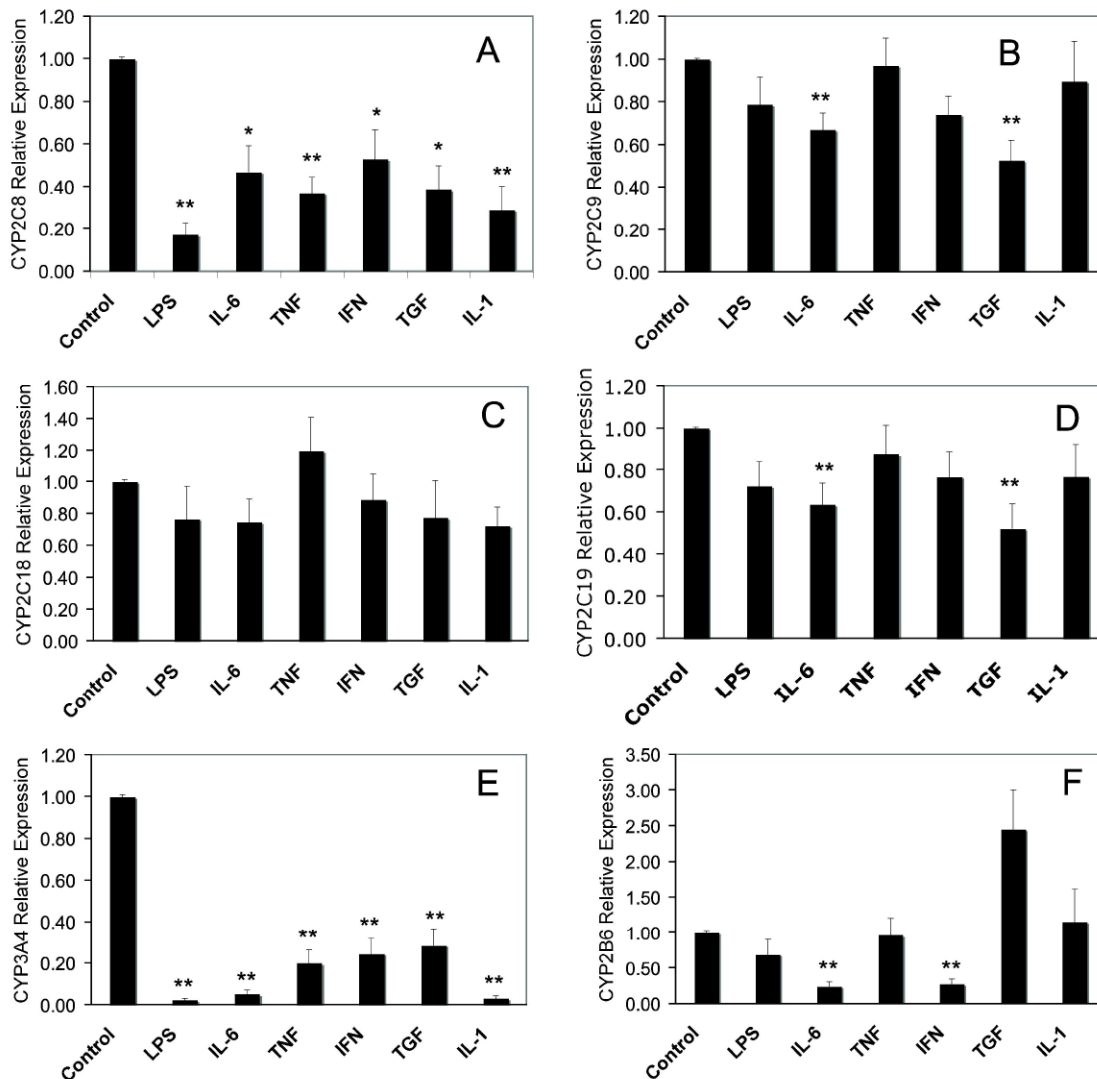 A
CYP2C8 Relative Expression
1.20
1.00
0.80
0.60
0.40
0.20
0.00
** * ** * * **
Control LPS IL-6 TNF IFN TGF IL-1
B
CYP2C9 Relative Expression
1.20
1.00
0.80
0.60
0.40
0.20
0.00
** **
Control LPS IL-6 TNF IFN TGF IL-1
C
CYP2C18 Relative Expression
1.60
1.40
1.20
1.00
0.80
0.60
0.40
0.20
0.00
Control LPS IL-6 TNF IFN TGF IL-1
D
CYP2C19 Relative Expression
1.20
1.00
0.80
0.60
0.40
0.20
0.00
** **
Control LPS IL-6 TNF IFN TGF IL-1
E
CYP3A4 Relative Expression
1.20
1.00
0.80
0.60
0.40
0.20
0.00
** ** ** ** ** **
Control LPS IL-6 TNF IFN TGF IL-1
F
CYP2B6 Relative Expression
3.50
3.00
2.50
2.00
1.50
1.00
0.50
0.00
** **
Control LPS IL-6 TNF IFN TGF IL-1